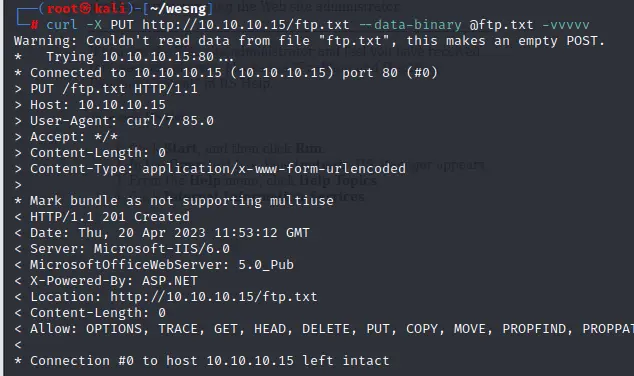 (root㉿kali)-[~/wesng]
# curl -X PUT http://10.10.10.15/ftp.txt --data-binary @ftp.txt -vvvvv
Warning: Couldn't read data from file "ftp.txt", this makes an empty POST.
*   Trying 10.10.10.15:80...
* Connected to 10.10.10.15 (10.10.10.15) port 80 (#0)
> PUT /ftp.txt HTTP/1.1
> Host: 10.10.10.15
> User-Agent: curl/7.85.0
> Accept: */*
> Content-Length: 0
> Content-Type: application/x-www-form-urlencoded
>
* Mark bundle as not supporting multiuse
< HTTP/1.1 201 Created
< Date: Thu, 20 Apr 2023 11:53:12 GMT
< Server: Microsoft-IIS/6.0
< MicrosoftOfficeWebServer: 5.0_Pub
< X-Powered-By: ASP.NET
< Location: http://10.10.10.15/ftp.txt
< Content-Length: 0
< Allow: OPTIONS, TRACE, GET, HEAD, DELETE, PUT, COPY, MOVE, PROPFIND, PROPPAT
<
* Connection #0 to host 10.10.10.15 left intact